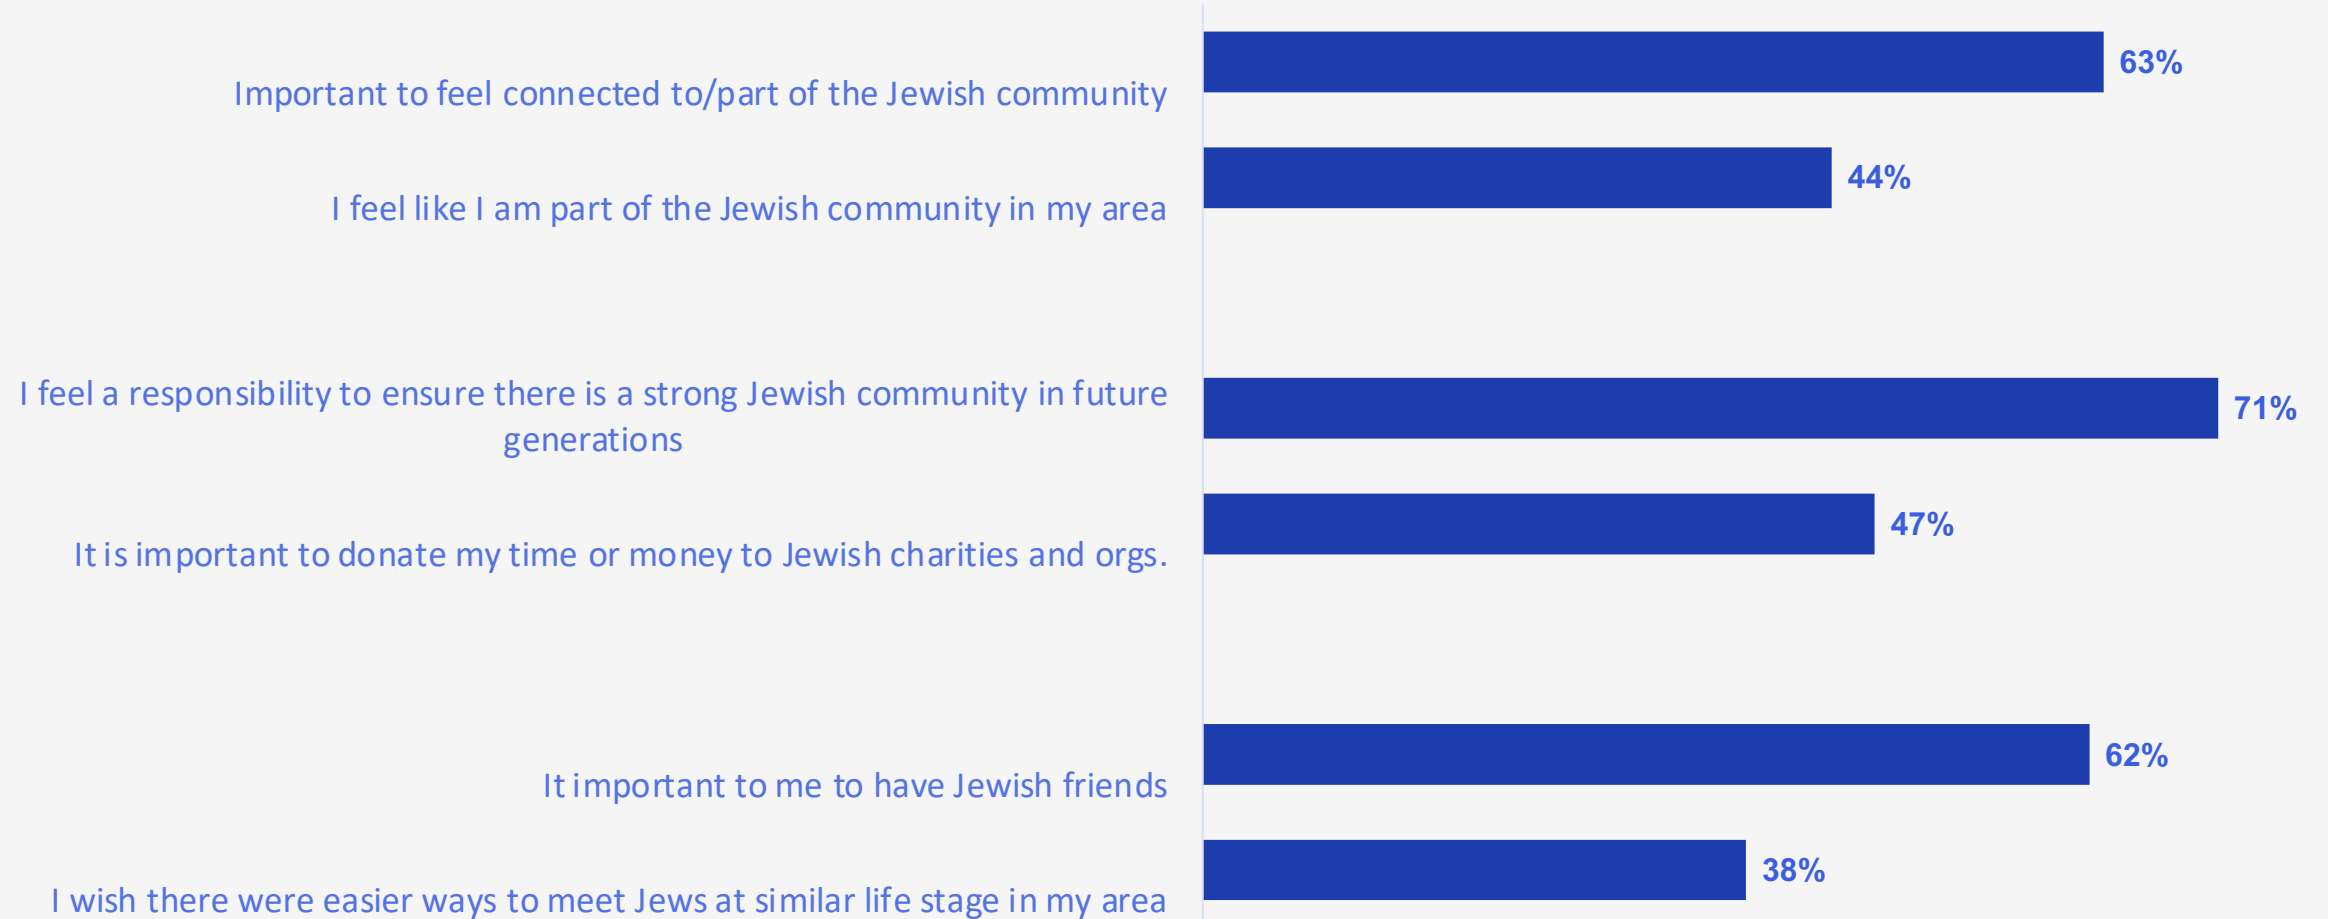 Important to feel connected to/part of the Jewish community
63%
I feel like I am part of the Jewish community in my area
44%
I feel a responsibility to ensure there is a strong Jewish community in future
generations
71%
It is important to donate my time or money to Jewish charities and orgs.
47%
It important to me to have Jewish friends
62%
I wish there were easier ways to meet Jews at similar life stage in my area
38%